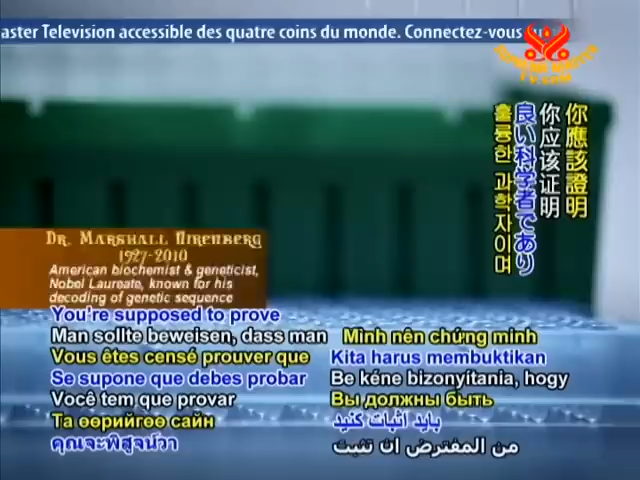 aster Television accessible des quatre coins du monde. Connectez-vous
SUPREME MASTER
TV.COM
你應該證明
你应该证明
良い科学者であり
훌륭한 과학자이며
DR. MARSHALL NIRENBERG
1927-2010
American biochemist & geneticist,
Nobel Laureate, known for his
decoding of genetic sequence
You're supposed to prove
Man sollte beweisen, dass man
Vous êtes censé prouver que
Se supone que debes probar
Você tem que provar
Та өөрийгөө сайн
คุณจะพิสูจน์ว่า
Mình nên chứng minh
Kita harus membuktikan
Be kéne bizonyítania, hogy
Вы должны быть
باید اثبات کنید
من المفترض ان تثبت